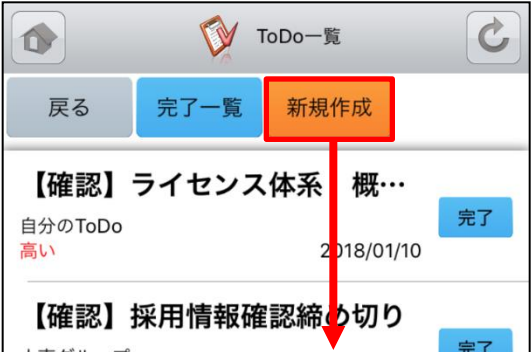 ToDo一覧
戻る 完了一覧 新規作成
【確認】ライセンス体系 概…
自分のToDo 完了
高い 2018/01/10
【確認】採用情報確認締め切り
完了